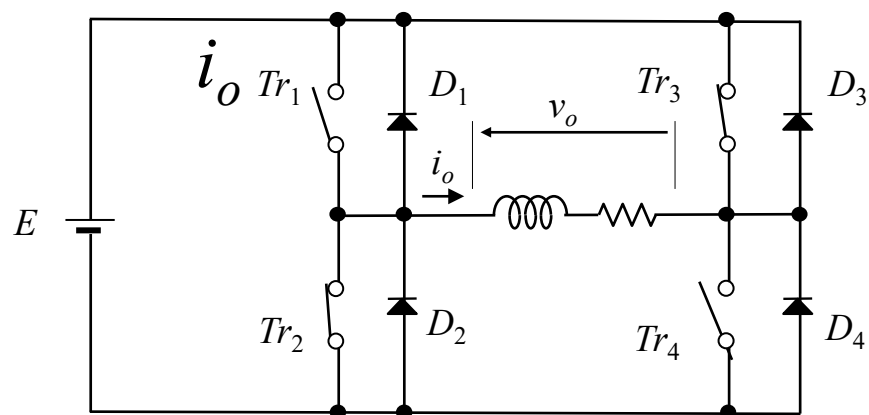 i_o
Tr_1
D_1
v_o
Tr_3
D_3
i_o
E
Tr_2
D_2
Tr_4
D_4